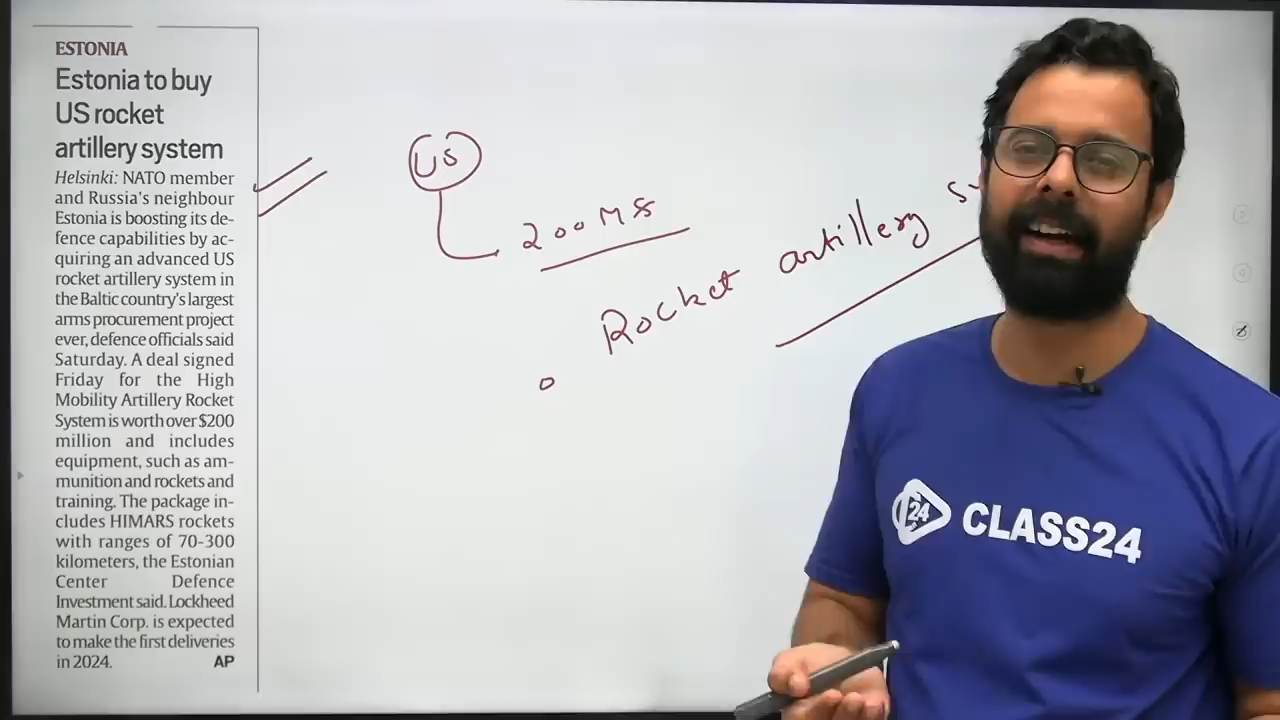 ESTONIA
Estonia to buy
US rocket
artillery system
Helsinki: NATO member
and Russia's neighbour
Estonia is boosting its de-
fence capabilities by ac-
quiring an advanced US
rocket artillery system in
the Baltic country's largest
arms procurement project
ever, defence officials said
Saturday. A deal signed
Friday for the High
Mobility Artillery Rocket
System is worth over $200
million and includes
equipment, such as am-
munition and rockets and
training. The package in-
cludes HIMARS rockets
with ranges of 70-300
kilometers, the Estonian
Center Defence
Investment said. Lockheed
Martin Corp. is expected
to make the first deliveries
in 2024. AP
US
200 M$
Rocket artillery s
24 CLASS24